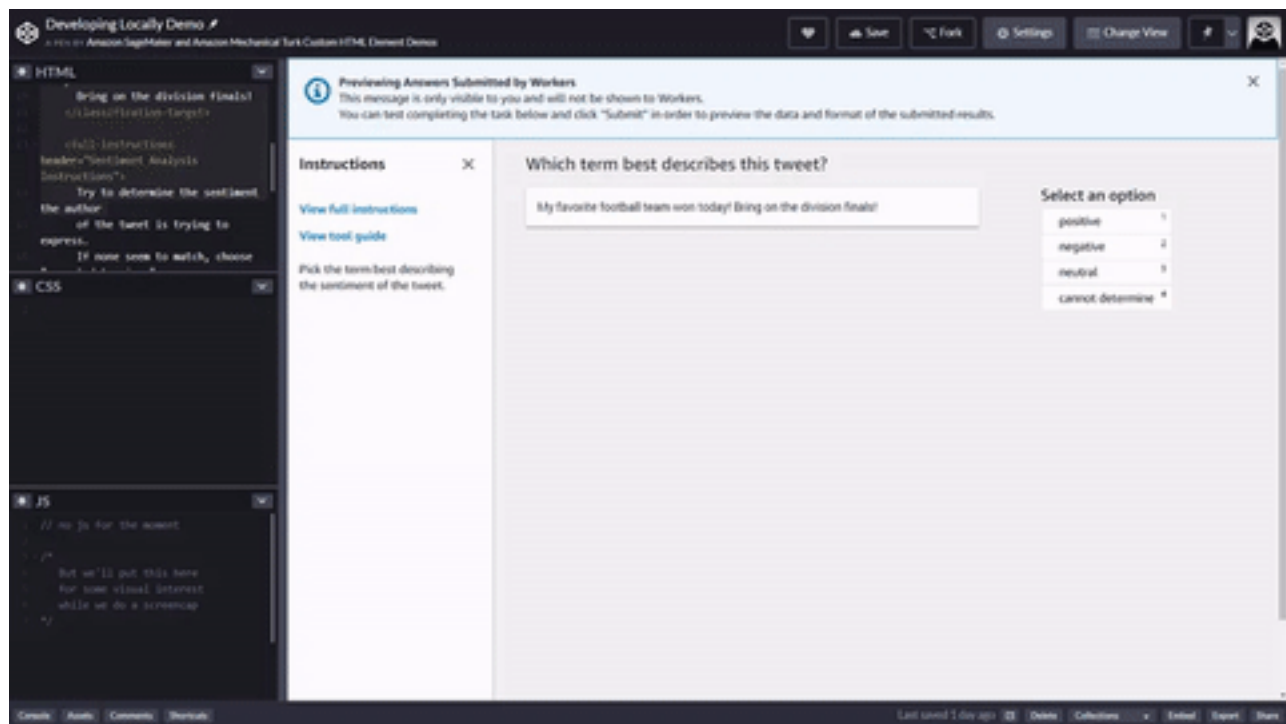 Developing Locally Demo
A PEN BY Amazon SageMaker and Amazon Mechanical Turk Custom HTML Element Demos
Save
Fork
Settings
Change View
HTML
Bring on the division finals!
</classification-target>
<full-instructions
header="Sentiment Analysis
Instructions">
Try to determine the sentiment
the author
of the tweet is trying to
express.
If none seem to match, choose
CSS
JS
// no js for the moment
/*
But we'll put this here
for some visual interest
while we do a screencap
*/
Previewing Answers Submitted by Workers
This message is only visible to you and will not be shown to Workers.
You can test completing the task below and click "Submit" in order to preview the data and format of the submitted results.
Instructions
View full instructions
View tool guide
Pick the term best describing
the sentiment of the tweet.
Which term best describes this tweet?
My favorite football team won today! Bring on the division finals!
Select an option
positive 1
negative 2
neutral 3
cannot determine 4
Console Assets Comments Shortcuts
Last saved 1 day ago Delete Collections Embed Export Share